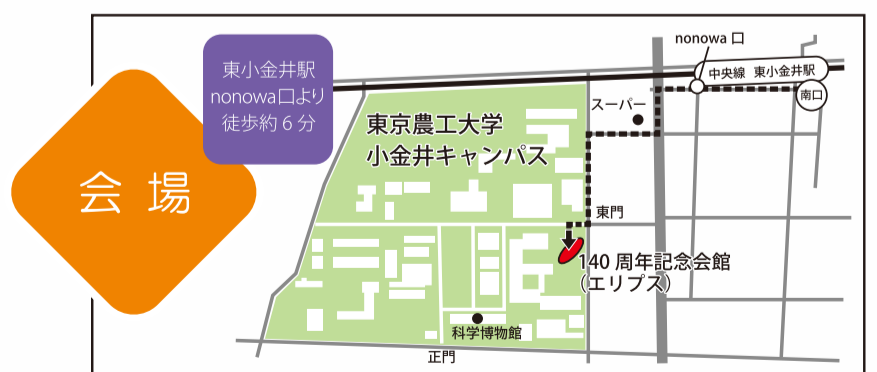 会場
東小金井駅
nonowa口より
徒歩約6分
nonowa 口
中央線 東小金井駅
南口
スーパー
東京農工大学
小金井キャンパス
東門
140 周年記念会館
（エリプス）
科学博物館
正門